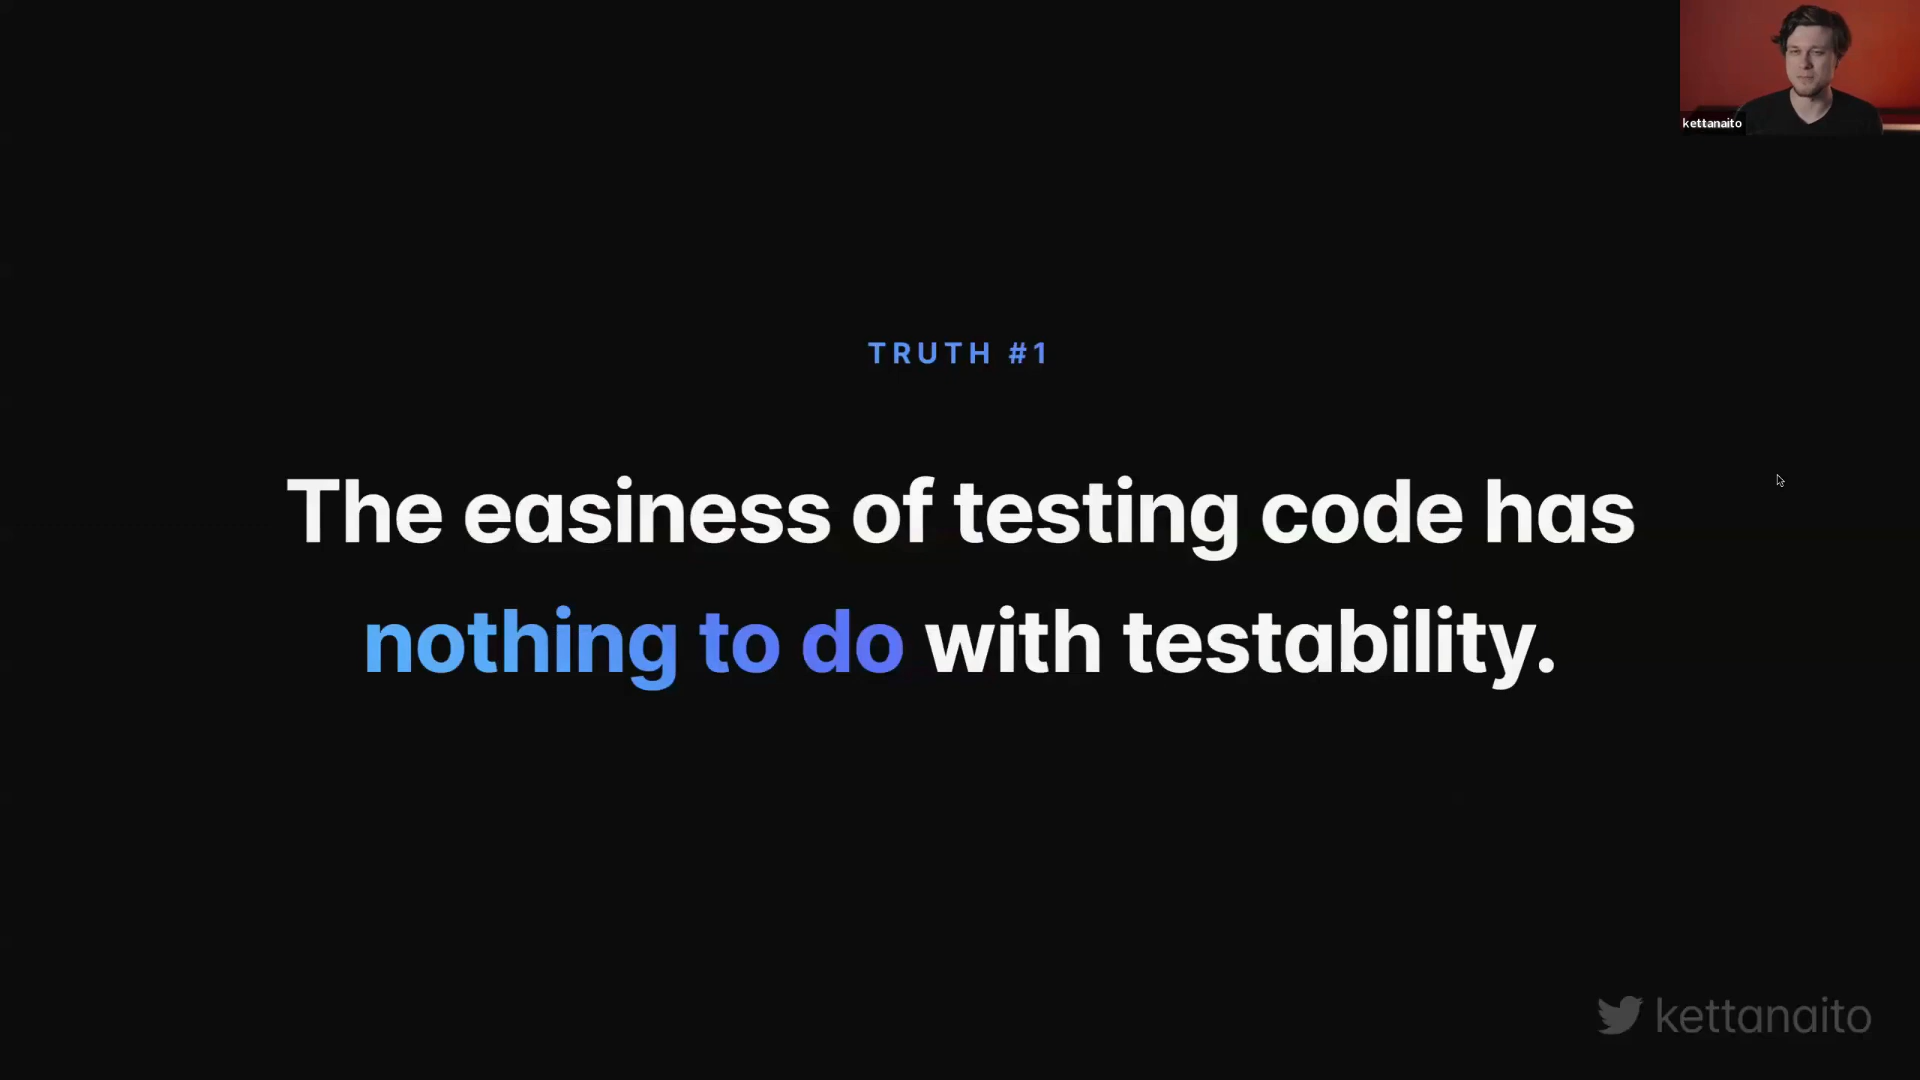 kettanaito
TRUTH #1
The easiness of testing code has
nothing to do with testability.
kettanaito